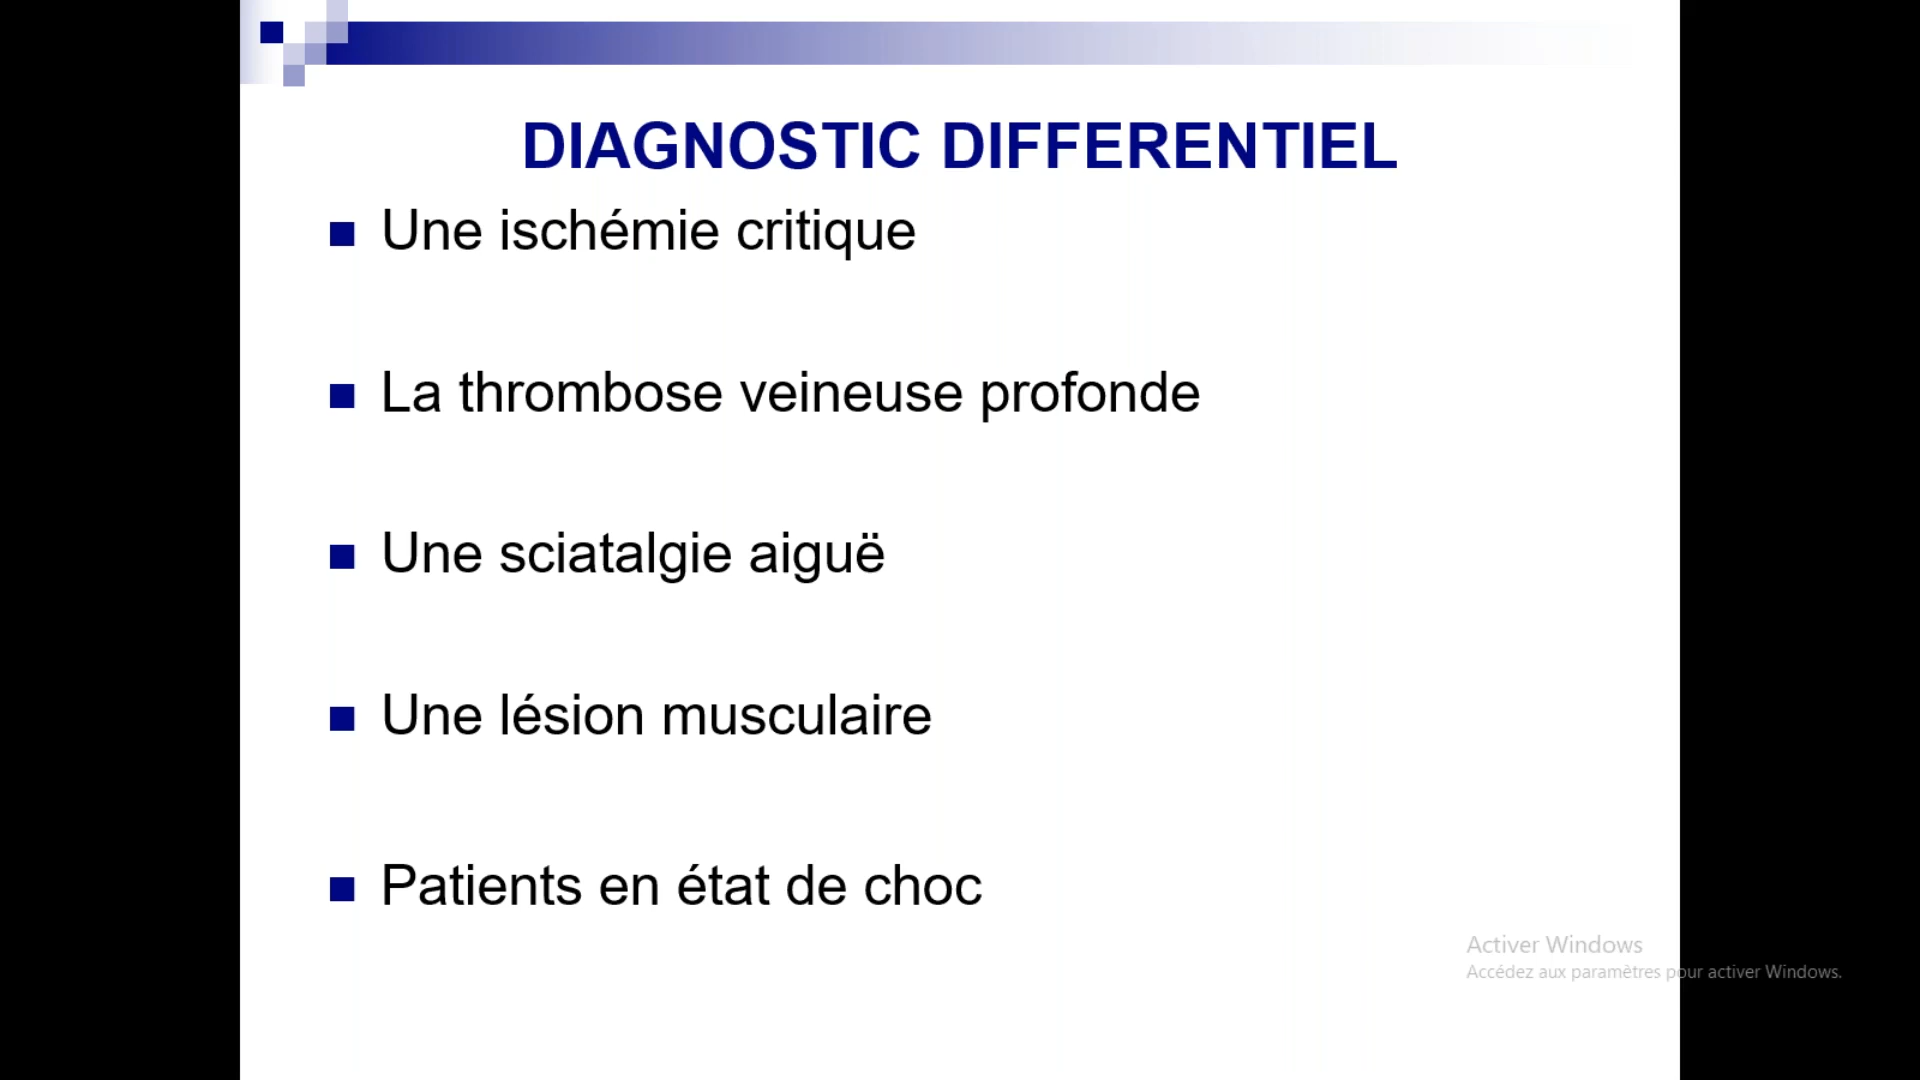 DIAGNOSTIC DIFFERENTIEL
Une ischémie critique
La thrombose veineuse profonde
Une sciatalgie aiguë
Une lésion musculaire
Patients en état de choc
Activer Windows
Accédez aux paramètres pour activer Windows.